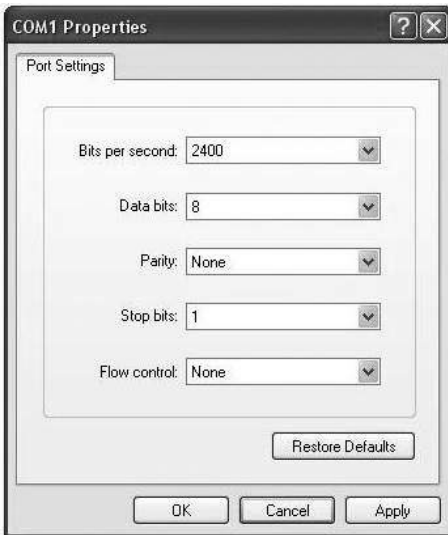 COM1 Properties
Port Settings
Bits per second: 2400
Data bits: 8
Parity: None
Stop bits: 1
Flow control: None
Restore Defaults
OK Cancel Apply